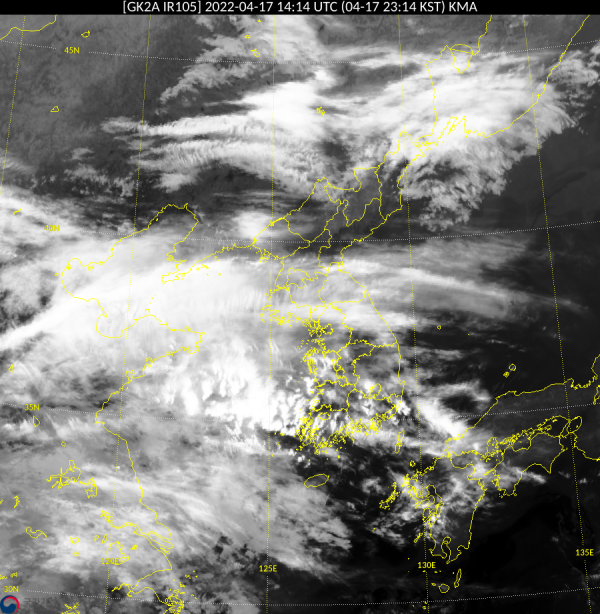 [GK2A IR105] 2022-04-17 14:14 UTC (04-17 23:14 KST) KMA
45N
35N
135E
130E
125E
30N